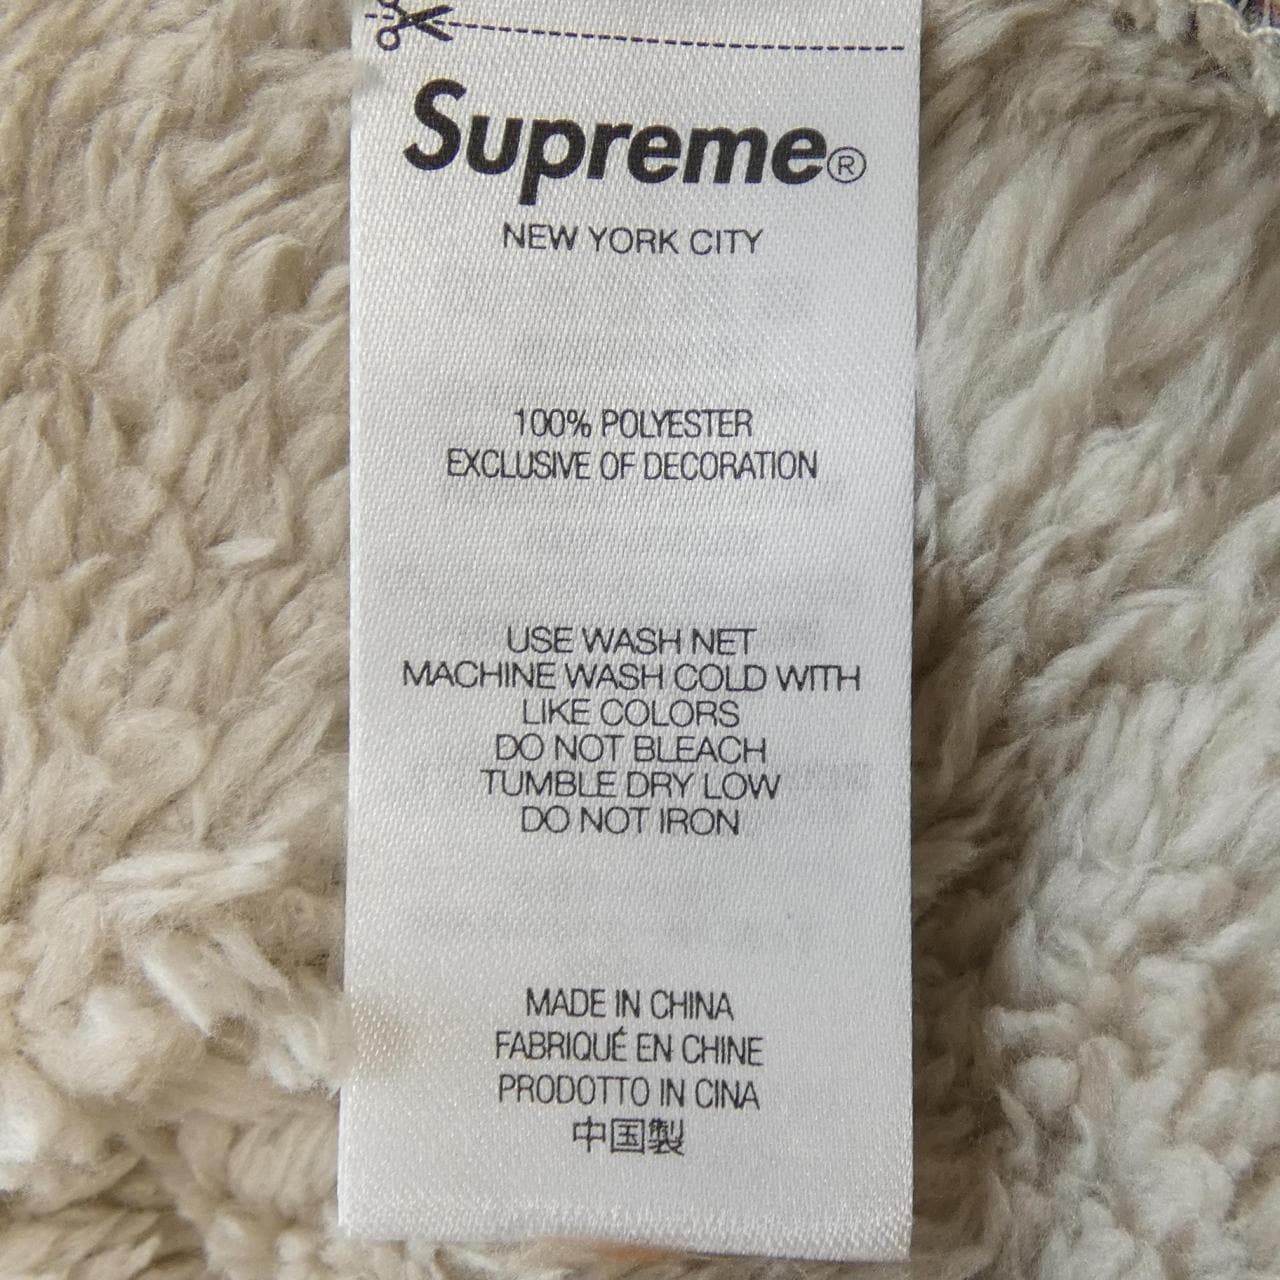 Supreme®
NEW YORK CITY
100% POLYESTER
EXCLUSIVE OF DECORATION
USE WASH NET
MACHINE WASH COLD WITH
LIKE COLORS
DO NOT BLEACH
TUMBLE DRY LOW
DO NOT IRON
MADE IN CHINA
FABRIQUÉ EN CHINE
PRODOTTO IN CINA
中国製